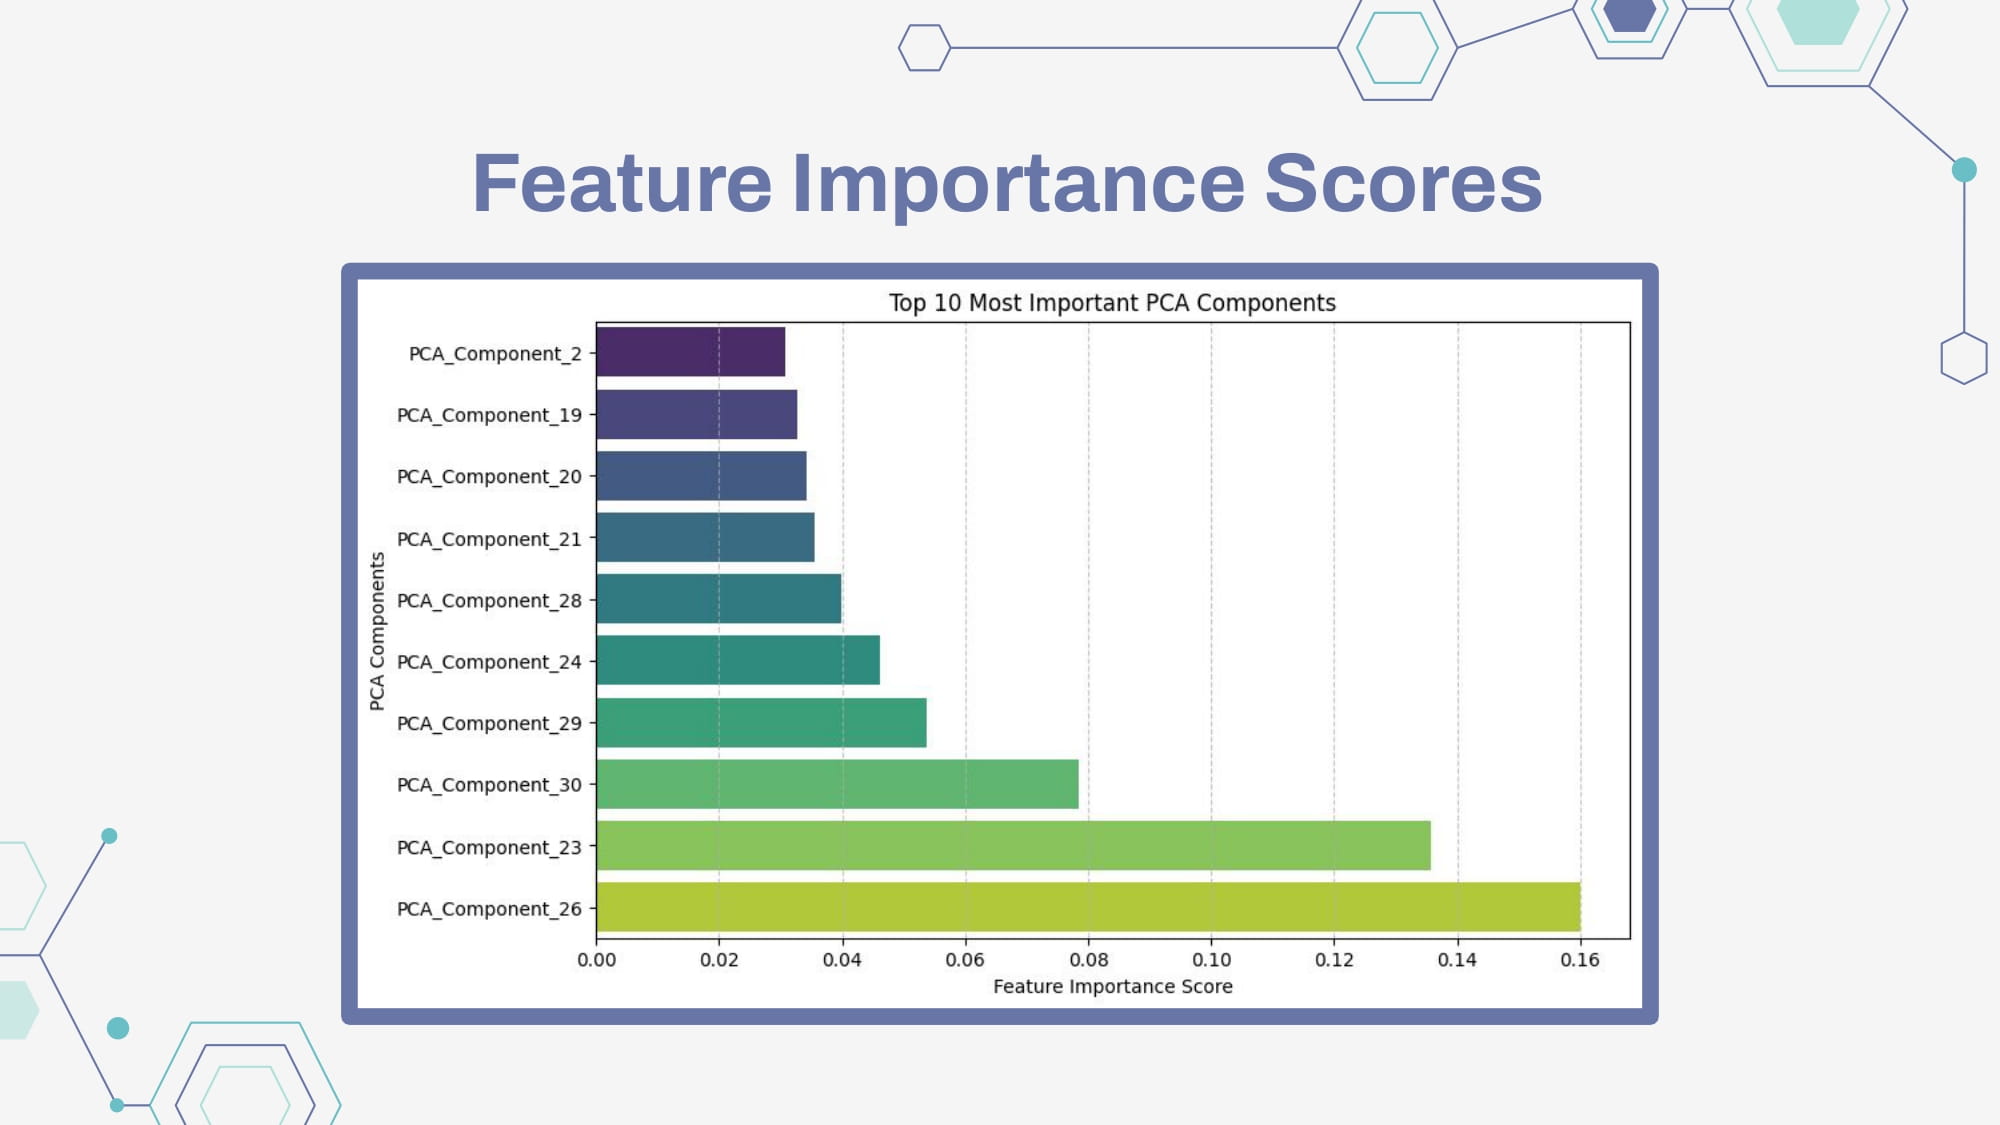 Feature Importance Scores
Top 10 Most Important PCA Components
PCA Components
PCA_Component_2
PCA_Component_19
PCA_Component_20
PCA_Component_21
PCA_Component_28
PCA_Component_24
PCA_Component_29
PCA_Component_30
PCA_Component_23
PCA_Component_26
0.00 0.02 0.04 0.06 0.08 0.10 0.12 0.14 0.16
Feature Importance Score